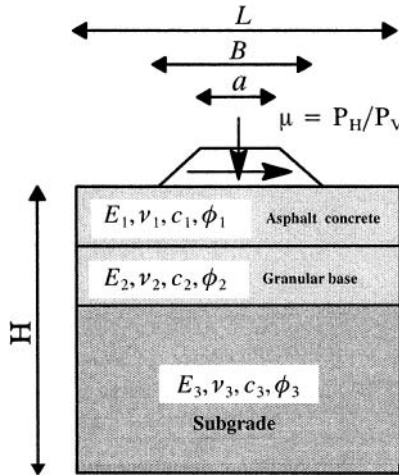 L
B
a
μ = P_H/P_V
E_1, ν_1, c_1, ϕ_1 Asphalt concrete
E_2, ν_2, c_2, ϕ_2 Granular base
H
E_3, ν_3, c_3, ϕ_3
Subgrade